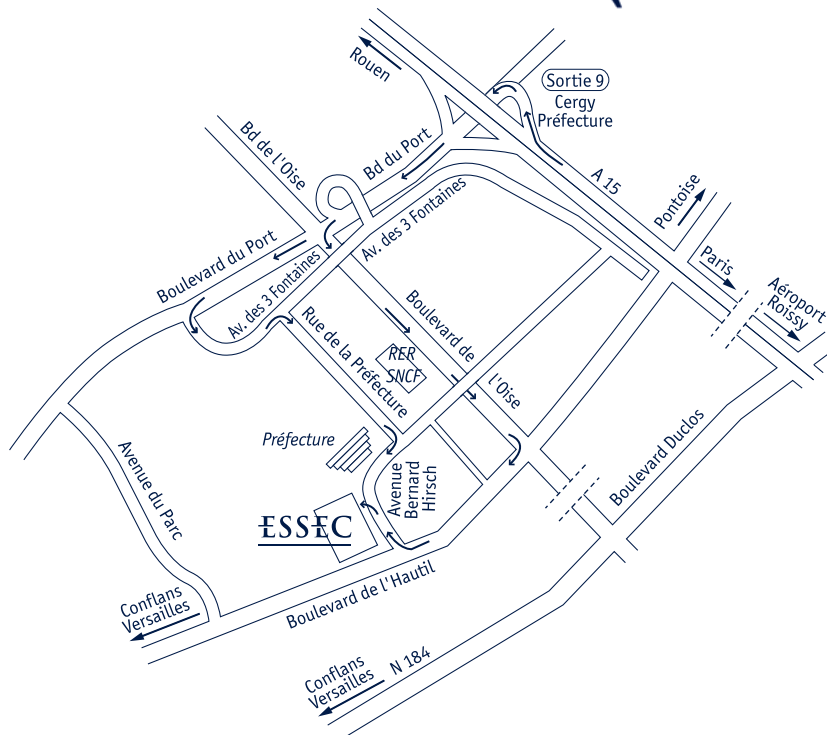 Rouen
Sortie 9
Cergy
Préfecture
Bd de l'Oise
Bd du Port
A 15
Pontoise
Paris
Aéroport
Roissy
Av. des 3 Fontaines
Boulevard du Port
Av. des 3 Fontaines
Rue de la Préfecture
Boulevard de
l'Oise
RER
SNCF
Préfecture
Avenue
Bernard
Hirsch
Boulevard Duclos
Avenue du Parc
ESSEC
Boulevard de l'Hautil
Conflans
Versailles
Conflans
Versailles
N 184